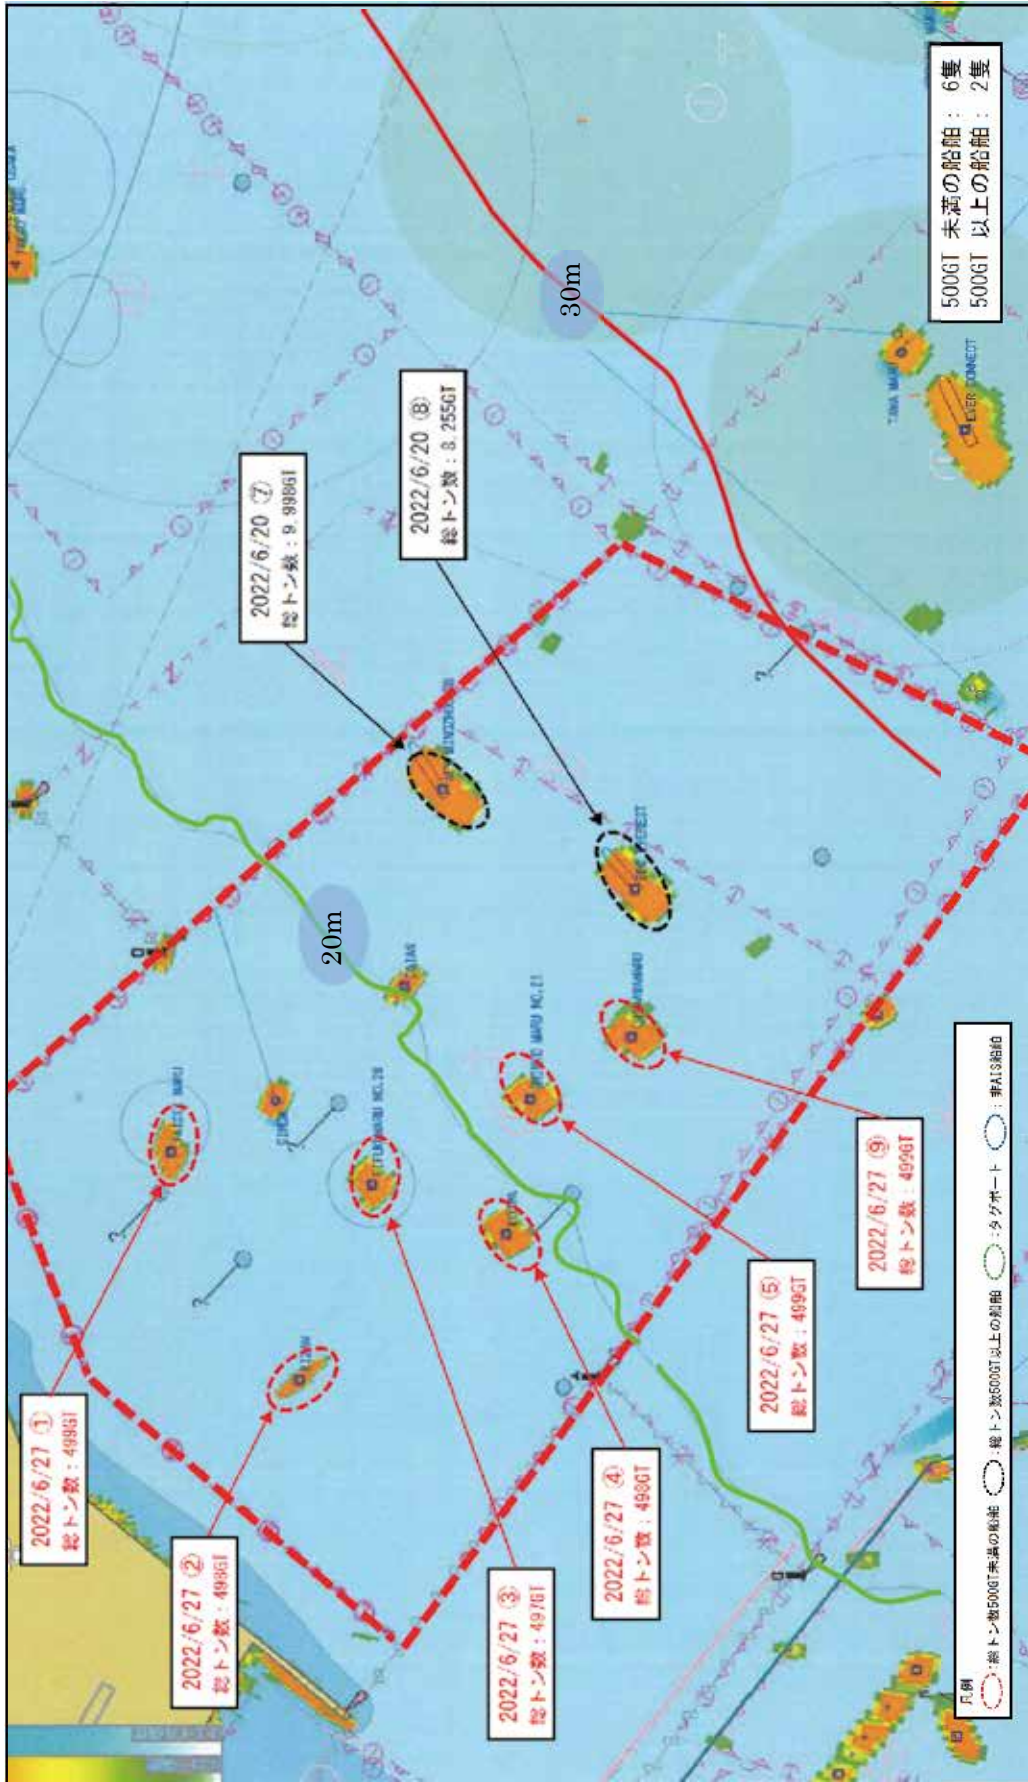 500GT 未満の船舶： 6隻
500GT 以上の船舶： 2隻
2022/6/20 ⑦
総トン数：9.998GT
2022/6/20 ⑧
総トン数：8.255GT
30m
20m
TAWA MARU
EVER CONNECT
2022/6/27 ①
総トン数：499GT
2022/6/27 ②
総トン数：498GT
2022/6/27 ③
総トン数：497GT
2022/6/27 ④
総トン数：498GT
2022/6/27 ⑤
総トン数：499GT
2022/6/27 ⑨
総トン数：499GT
凡例
：総トン数500GT未満の船舶
：総トン数500GT以上の船舶
：タグボート
：非AIS船舶